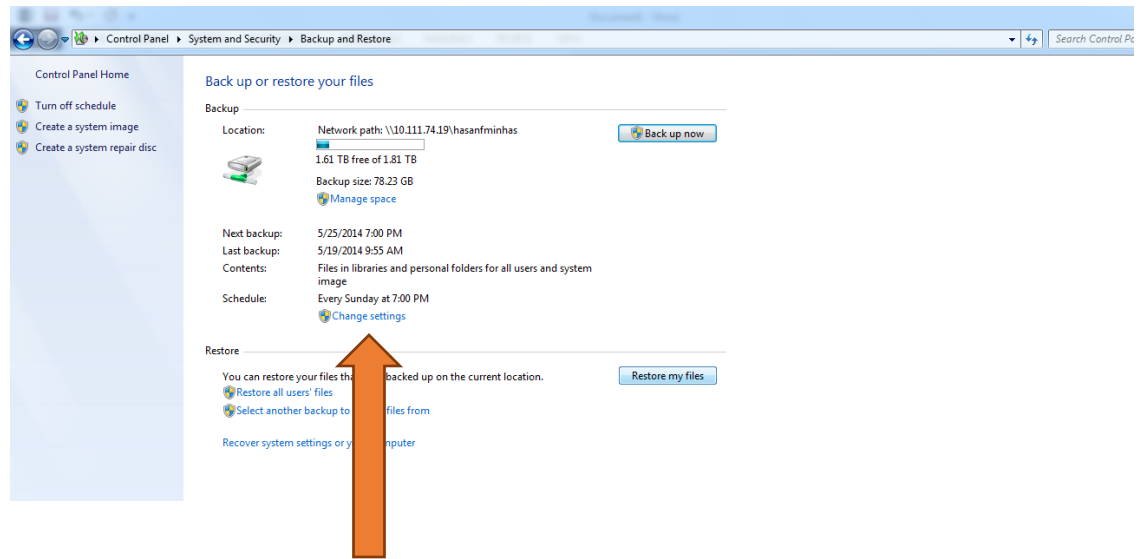 Control Panel ▸ System and Security ▸ Backup and Restore
Search Control
Control Panel Home
Turn off schedule
Create a system image
Create a system repair disc
Back up or restore your files
Backup
Location: Network path: \\10.111.74.19\hasanfminhas
Back up now
1.61 TB free of 1.81 TB
Backup size: 78.23 GB
Manage space
Next backup: 5/25/2014 7:00 PM
Last backup: 5/19/2014 9:55 AM
Contents: Files in libraries and personal folders for all users and system
image
Schedule: Every Sunday at 7:00 PM
Change settings
Restore
You can restore your files backed up on the current location.
Restore my files
Restore all users' files
Select another backup to files from
Recover system settings or